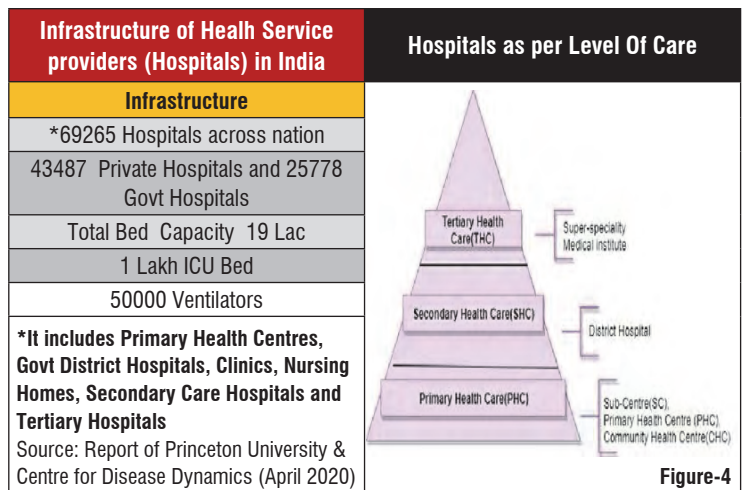 Infrastructure of Healh Service
providers (Hospitals) in India
Infrastructure
*69265 Hospitals across nation
43487 Private Hospitals and 25778
Govt Hospitals
Total Bed Capacity 19 Lac
1 Lakh ICU Bed
50000 Ventilators
*It includes Primary Health Centres,
Govt District Hospitals, Clinics, Nursing
Homes, Secondary Care Hospitals and
Tertiary Hospitals
Source: Report of Princeton University &
Centre for Disease Dynamics (April 2020)
Hospitals as per Level Of Care
Tertiary Health
Care(THC)
Super-speciality
Medical institute
Secondary Health Care(SHC)
District Hospital
Primary Health Care(PHC)
Sub-Centre(SC),
Primary Health Centre (PHC),
Community Health Centre(CHC)
Figure-4